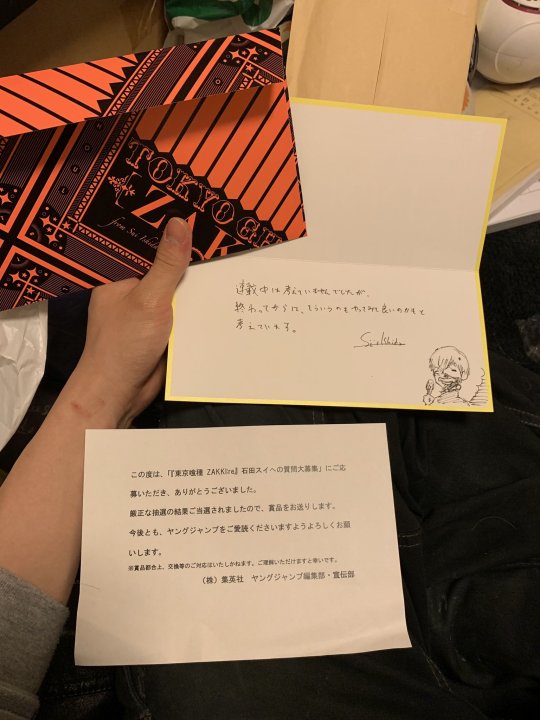 TOKYO GH
ZAK
from Sui Ishida
連載中は考えていませんでしたが、
終わってからは、そういうのもやってみて良いのかもと
考えています。
Sui Ishida
この度は、「『東京喰種 ZAKKI:re』石田スイへの質問大募集」にご応
募いただき、ありがとうございました。
厳正な抽選の結果ご当選されましたので、賞品をお送りします。
今後とも、ヤングジャンプをご愛読くださいますようよろしくお願
いします。
※賞品都合上、交換等のご対応はいたしかねます。ご理解いただけますと幸いです。
(株)集英社 ヤングジャンプ編集部・宣伝部